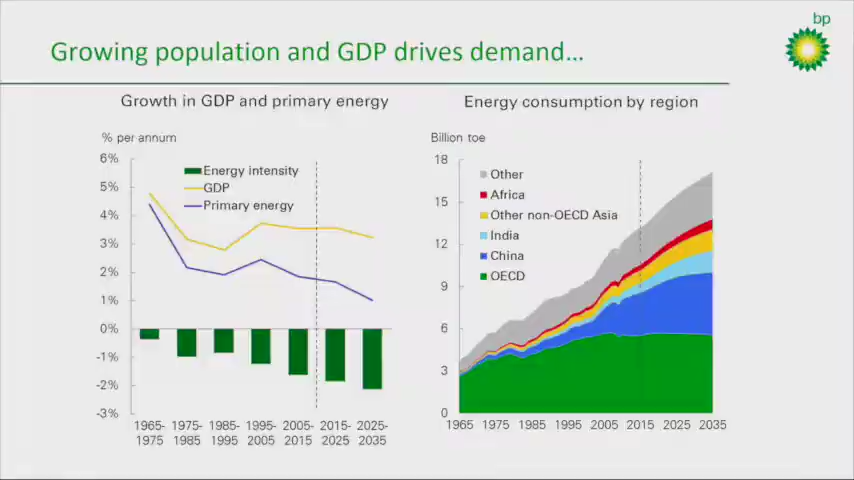 bp
Growing population and GDP drives demand...
Growth in GDP and primary energy
% per annum
6%
5%
4%
3%
2%
1%
0%
-1%
-2%
-3%
Energy intensity
GDP
Primary energy
1965-
1975
1975-
1985
1985-
1995
1995-
2005
2005-
2015
2015-
2025
2025-
2035
Energy consumption by region
Billion toe
18
15
12
9
6
3
0
Other
Africa
Other non-OECD Asia
India
China
OECD
1965 1975 1985 1995 2005 2015 2025 2035